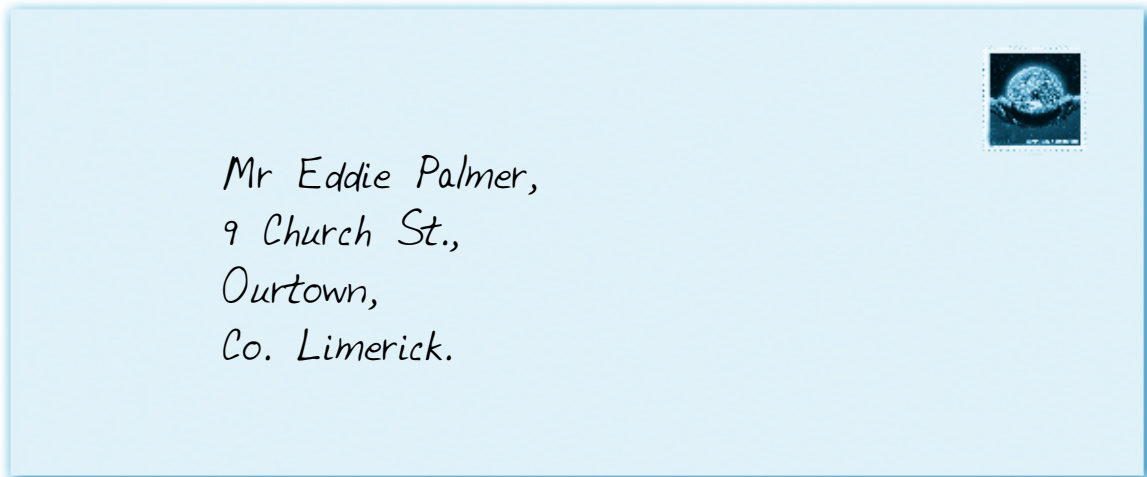 Mr Eddie Palmer,
9 Church St.,
Ourtown,
Co. Limerick.